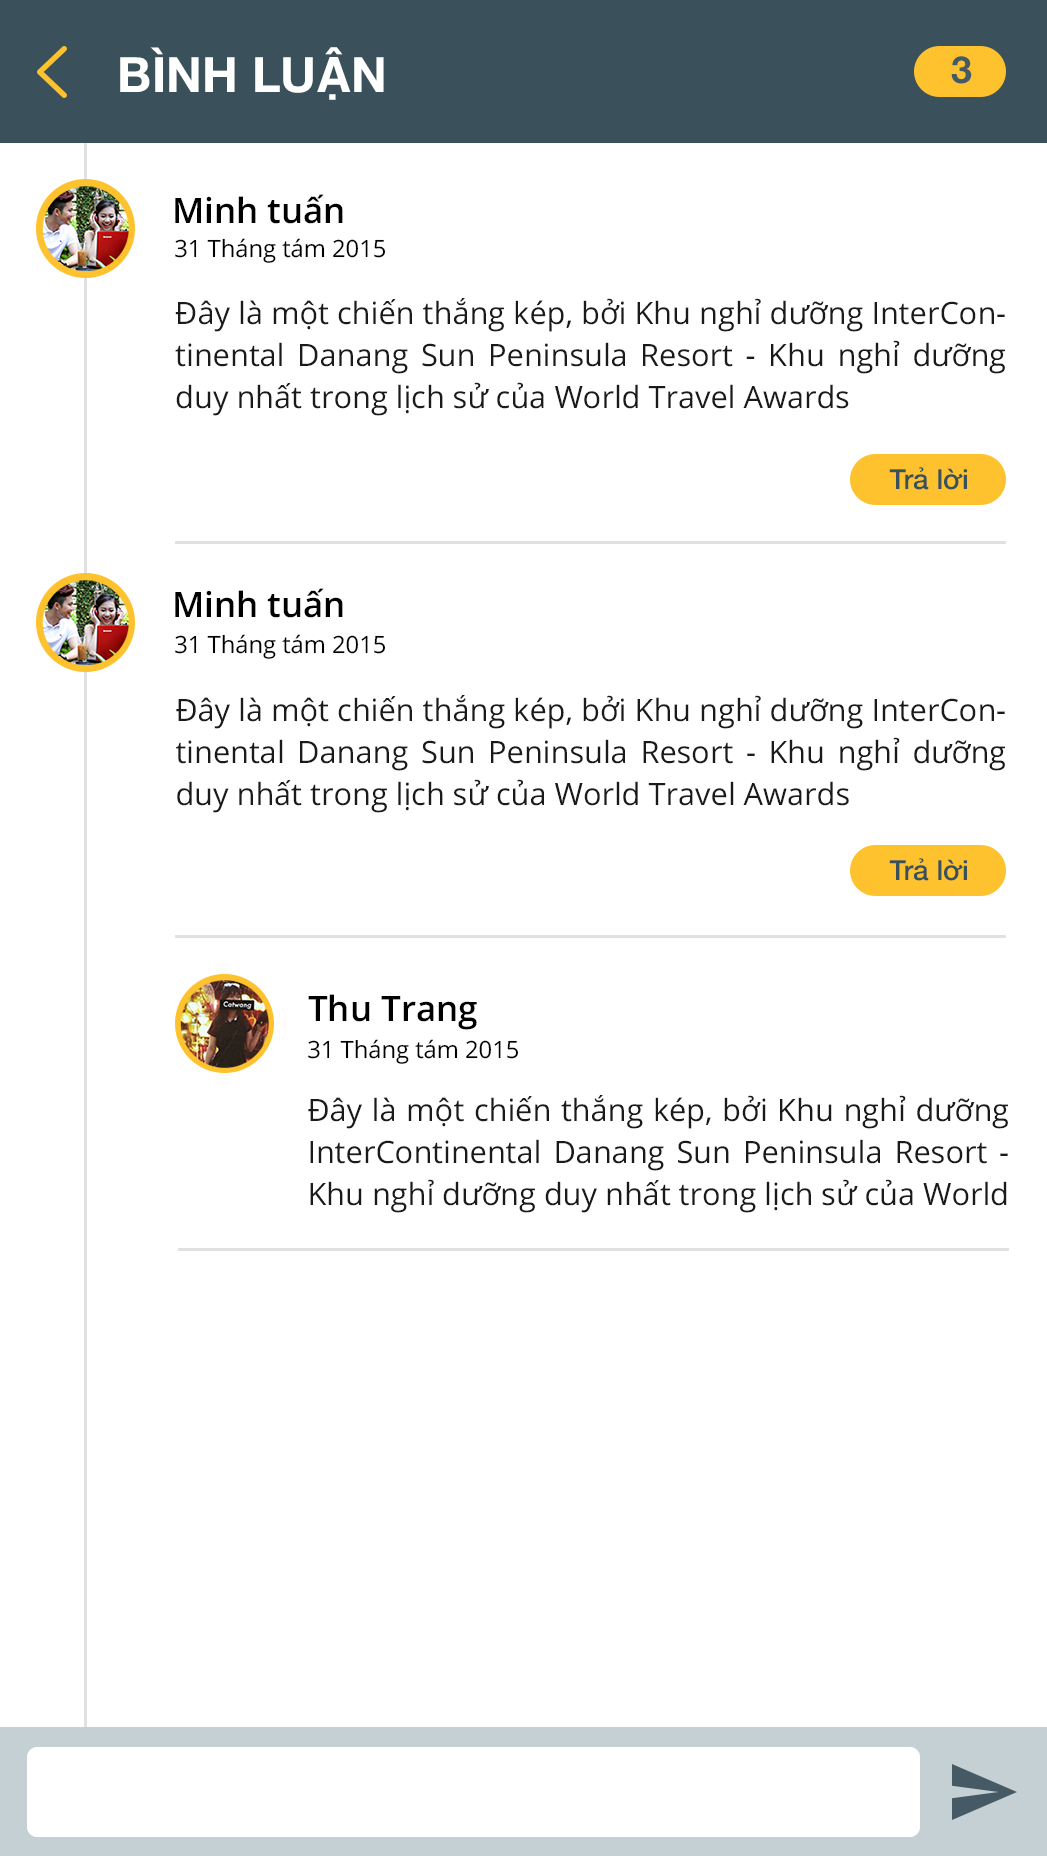 BÌNH LUẬN
3
Minh tuấn
31 Tháng tám 2015
Đây là một chiến thắng kép, bởi Khu nghỉ dưỡng InterCon-
tinental Danang Sun Peninsula Resort - Khu nghỉ dưỡng
duy nhất trong lịch sử của World Travel Awards
Trả lời
Minh tuấn
31 Tháng tám 2015
Đây là một chiến thắng kép, bởi Khu nghỉ dưỡng InterCon-
tinental Danang Sun Peninsula Resort - Khu nghỉ dưỡng
duy nhất trong lịch sử của World Travel Awards
Trả lời
Catwang
Thu Trang
31 Tháng tám 2015
Đây là một chiến thắng kép, bởi Khu nghỉ dưỡng
InterContinental Danang Sun Peninsula Resort -
Khu nghỉ dưỡng duy nhất trong lịch sử của World